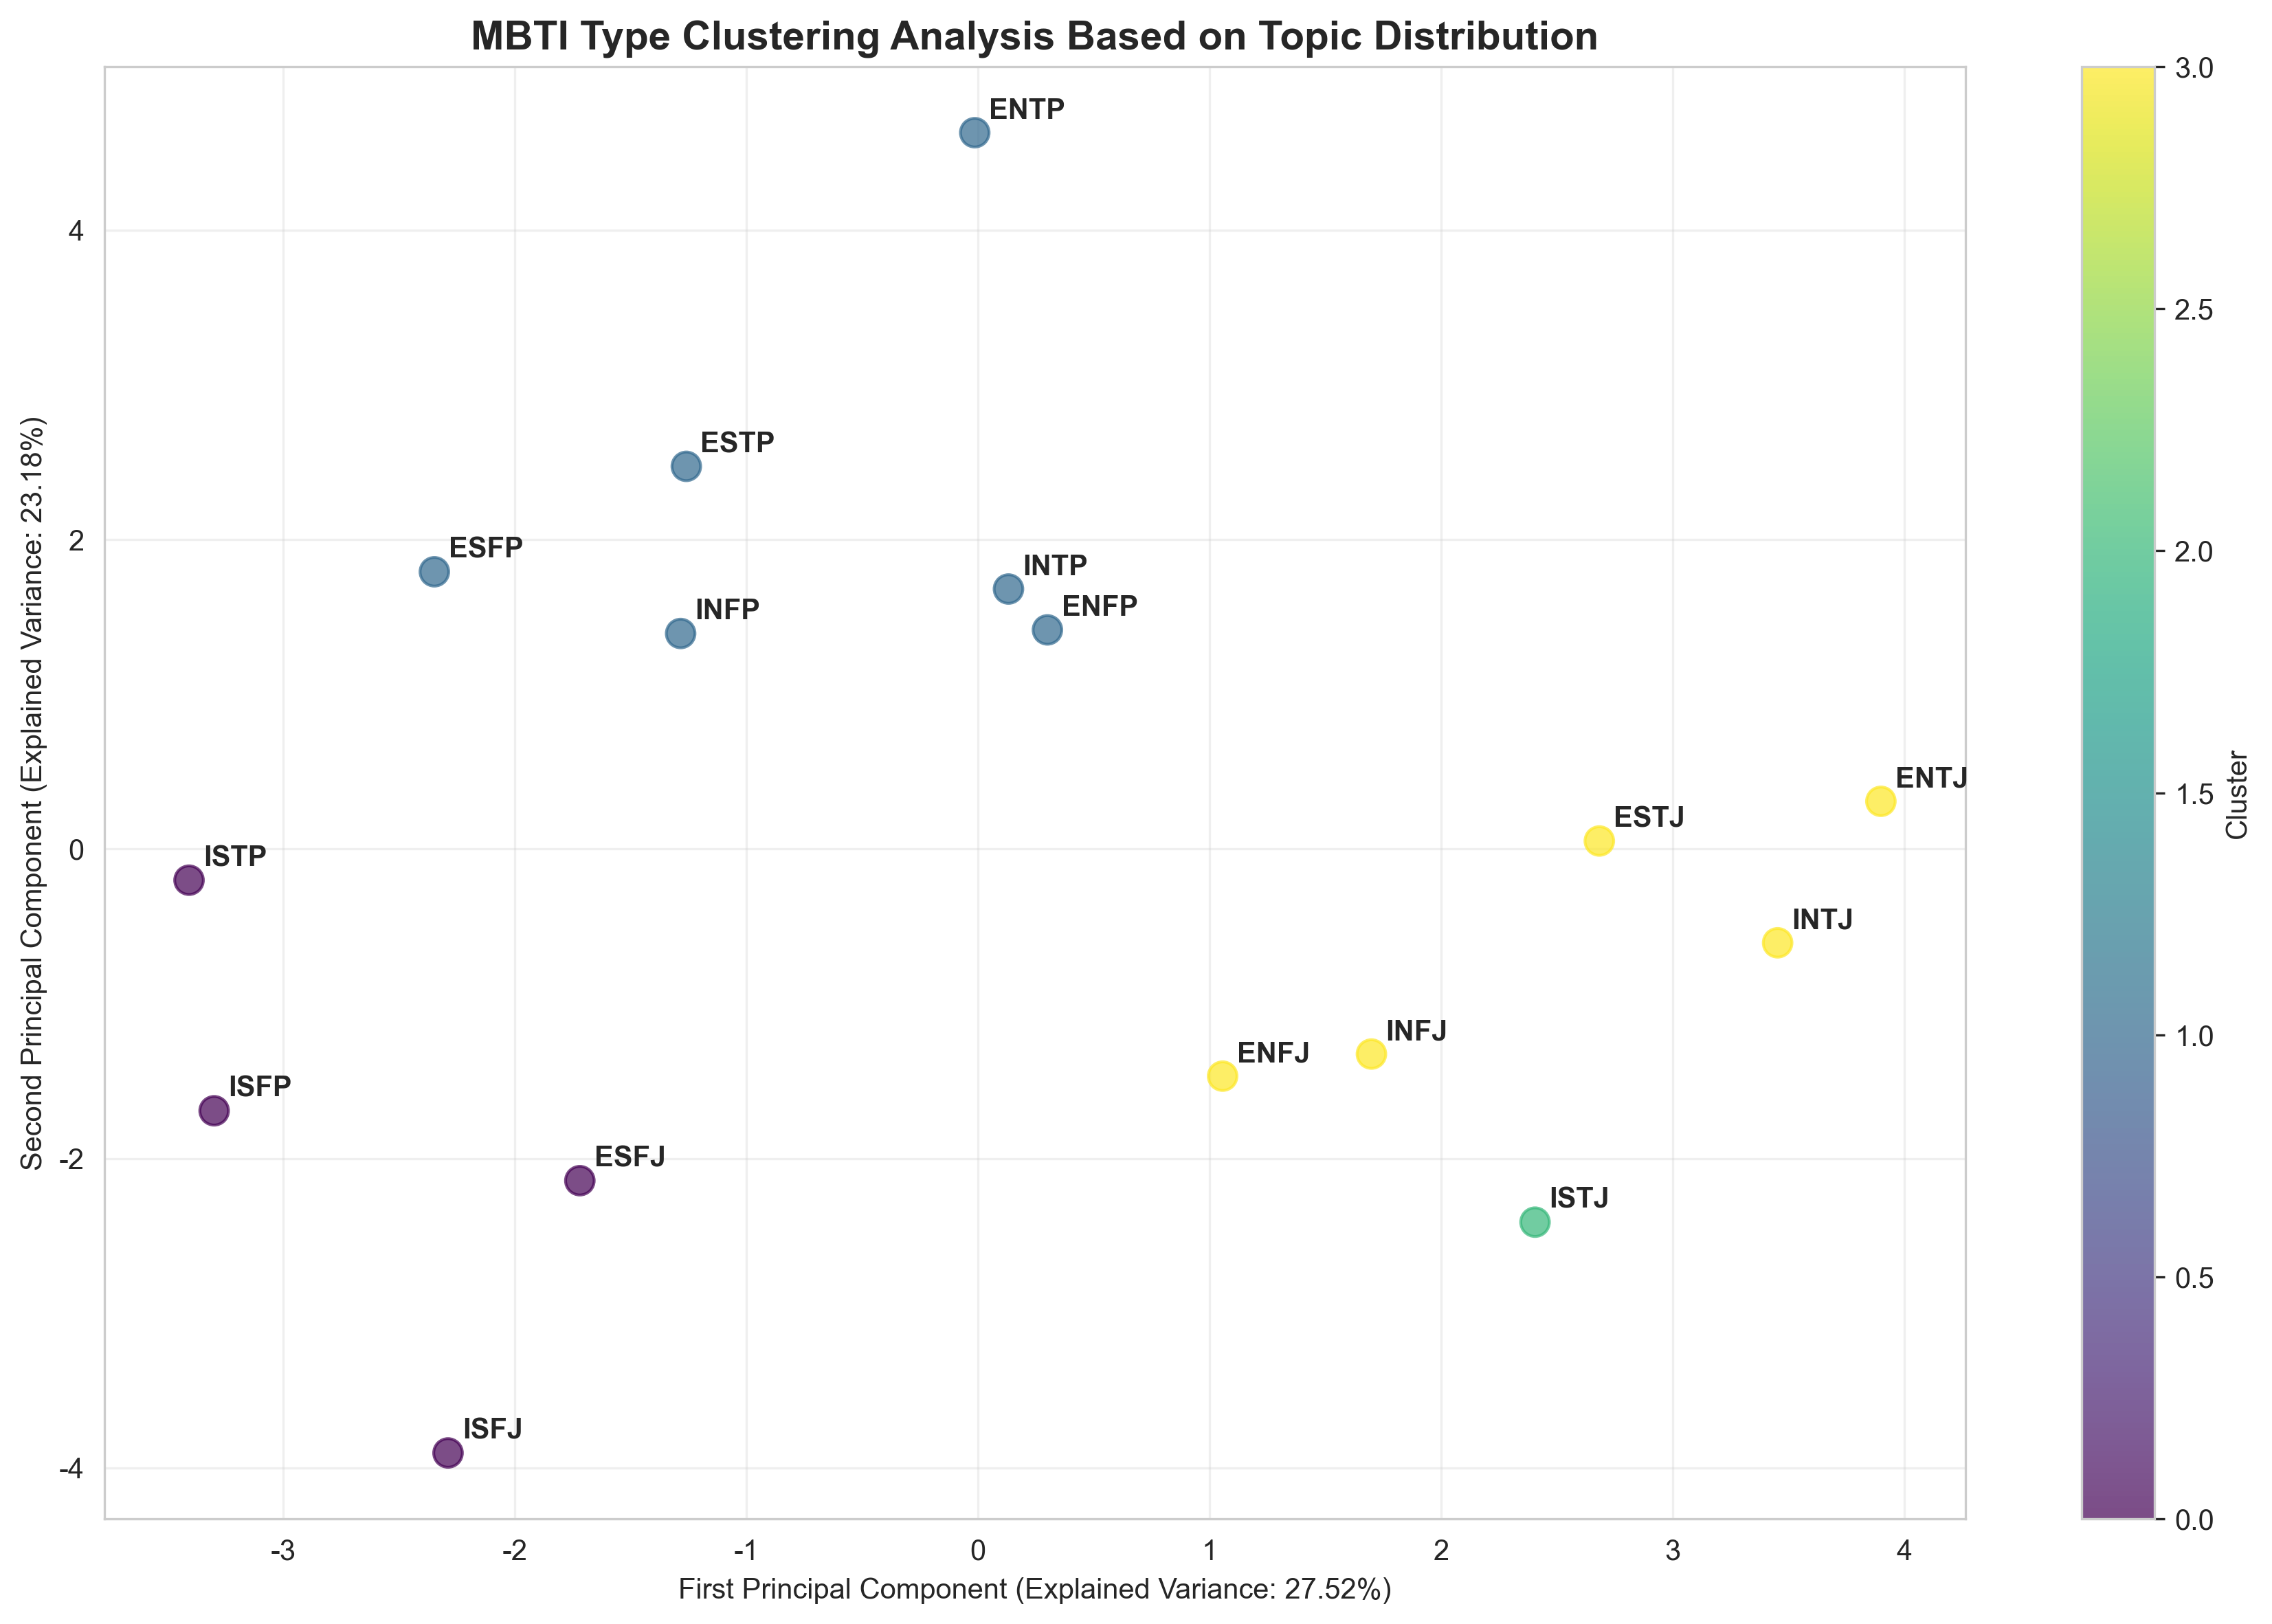 MBTI Type Clustering Analysis Based on Topic Distribution
Second Principal Component (Explained Variance: 23.18%)
4
2
0
-2
-4
ENTP
ESTP
ESFP
INTP
INFP
ENFP
ENTJ
ESTJ
ISTP
INTJ
INFJ
ENFJ
ISFP
ESFJ
ISTJ
ISFJ
-3
-2
-1
0
1
2
3
4
First Principal Component (Explained Variance: 27.52%)
3.0
2.5
2.0
1.5
1.0
0.5
0.0
Cluster